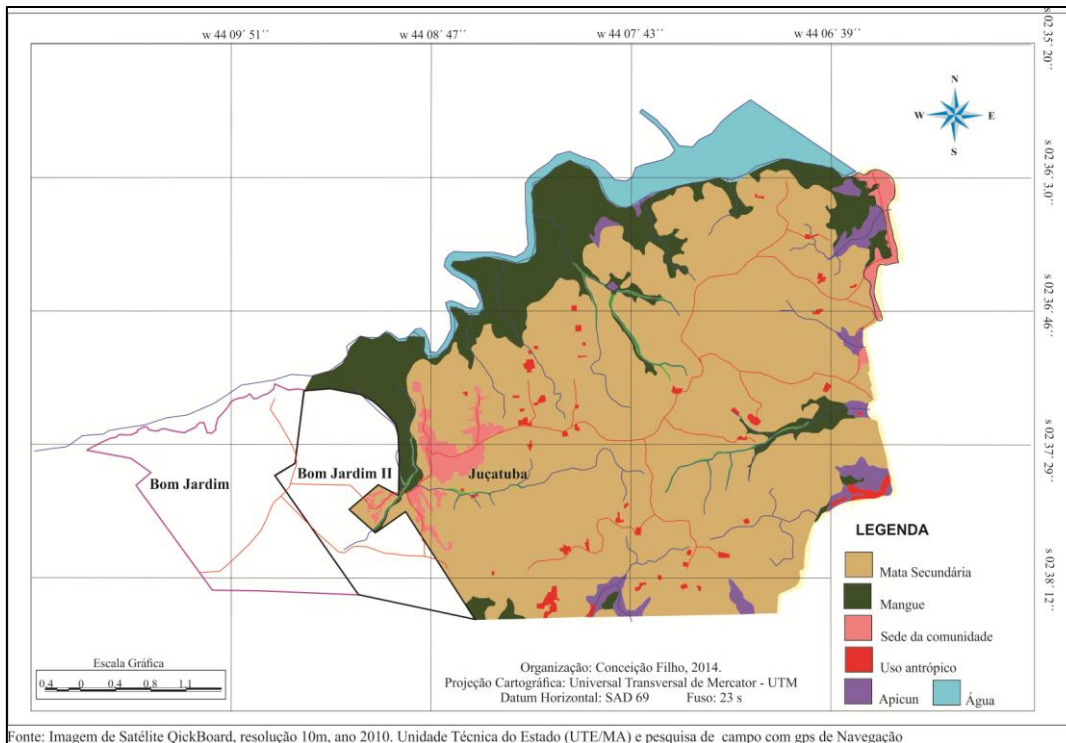 w 44 09´ 51´´
w 44 08´47´´
w 44 07´43´´
w 44 06´39´´
s 02 35´ 20´´
N
W
E
S
s 02 36´3.0´´
s 02 36´46´´
s 02 37´29´´
s 02 38´12´´
Bom Jardim
Bom Jardim II
Juçatuba
LEGENDA
Mata Secundária
Mangue
Sede da comunidade
Uso antrópico
Apicun
Água
Escala Gráfica
0,4
0
0,4
0,8
1,1
Organização: Conceição Filho, 2014.
Projeção Cartográfica: Universal Transversal de Mercator - UTM
Datum Horizontal: SAD 69 Fuso: 23 s
Fonte: Imagem de Satélite QickBoard, resolução 10m, ano 2010. Unidade Técnica do Estado (UTE/MA) e pesquisa de campo com gps de Navegação